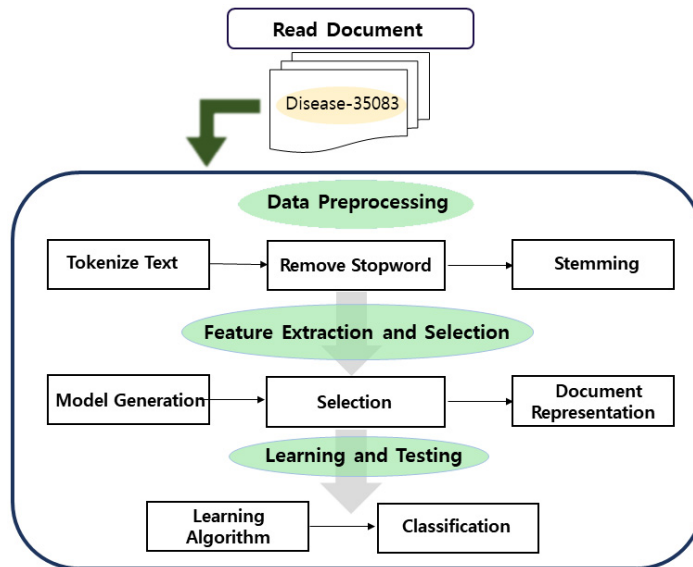 Read Document
Disease-35083
Data Preprocessing
Tokenize Text
Remove Stopword
Stemming
Feature Extraction and Selection
Model Generation
Selection
Document
Representation
Learning and Testing
Learning
Algorithm
Classification